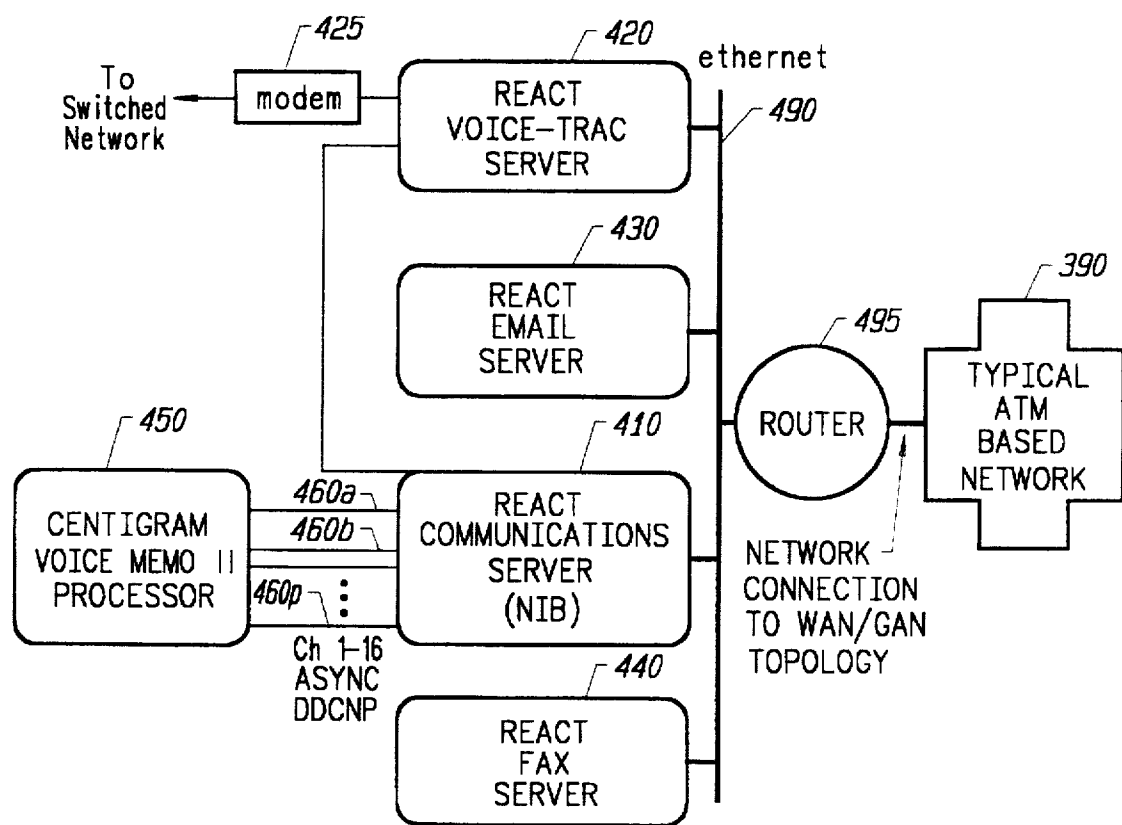 425
To
Switched
Network
modem
420
REACT
VOICE-TRAC
SERVER
ethernet
490
430
REACT
EMAIL
SERVER
390
TYPICAL
ATM
BASED
NETWORK
495
ROUTER
450
CENTIGRAM
VOICE MEMO II
PROCESSOR
460a
460b
460p
Ch 1-16
ASYNC
DDCNP
410
REACT
COMMUNICATIONS
SERVER
(NIB)
NETWORK
CONNECTION
TO WAN/GAN
TOPOLOGY
440
REACT
FAX
SERVER